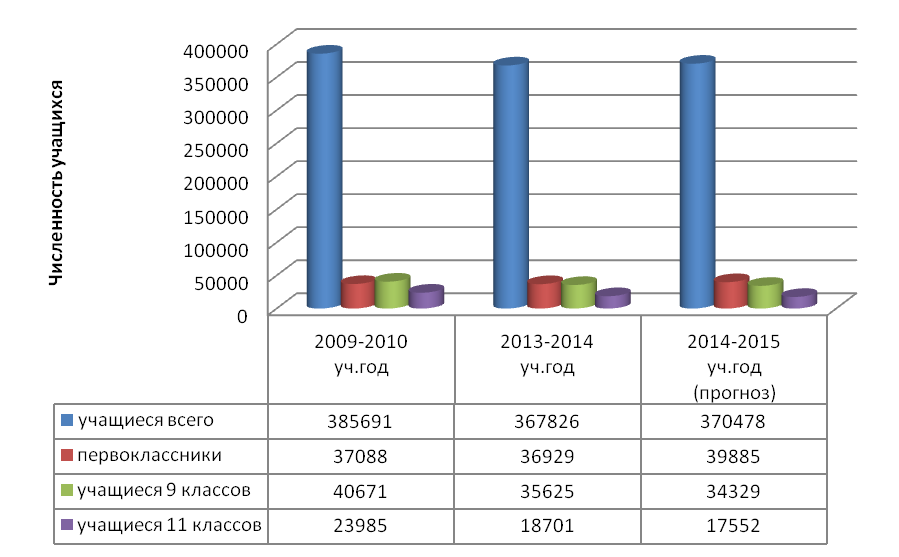 Численность учащихся
400000
350000
300000
250000
200000
150000
100000
50000
0
2009-2010
уч.год
2013-2014
уч.год
2014-2015
уч.год
(прогноз)
учащиеся всего 385691 367826 370478
первоклассники 37088 36929 39885
учащиеся 9 классов 40671 35625 34329
учащиеся 11 классов 23985 18701 17552